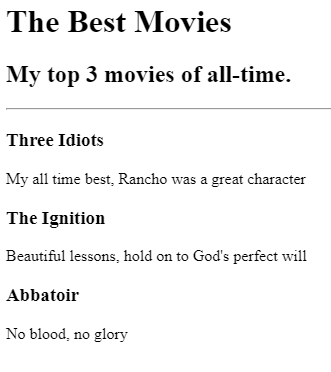 The Best Movies
My top 3 movies of all-time.
Three Idiots
My all time best, Rancho was a great character
The Ignition
Beautiful lessons, hold on to God's perfect will
Abbatoir
No blood, no glory